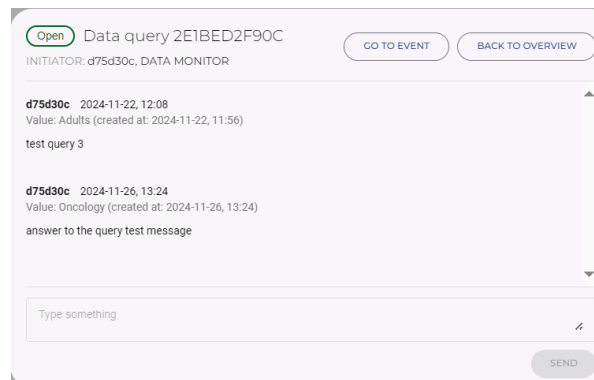 Open Data query 2E1BED2F90C
GO TO EVENT
BACK TO OVERVIEW
INITIATOR: d75d30c, DATA MONITOR
d75d30c 2024-11-22, 12:08
Value: Adults (created at: 2024-11-22, 11:56)
test query 3
d75d30c 2024-11-26, 13:24
Value: Oncology (created at: 2024-11-26, 13:24)
answer to the query test message
Type something
SEND